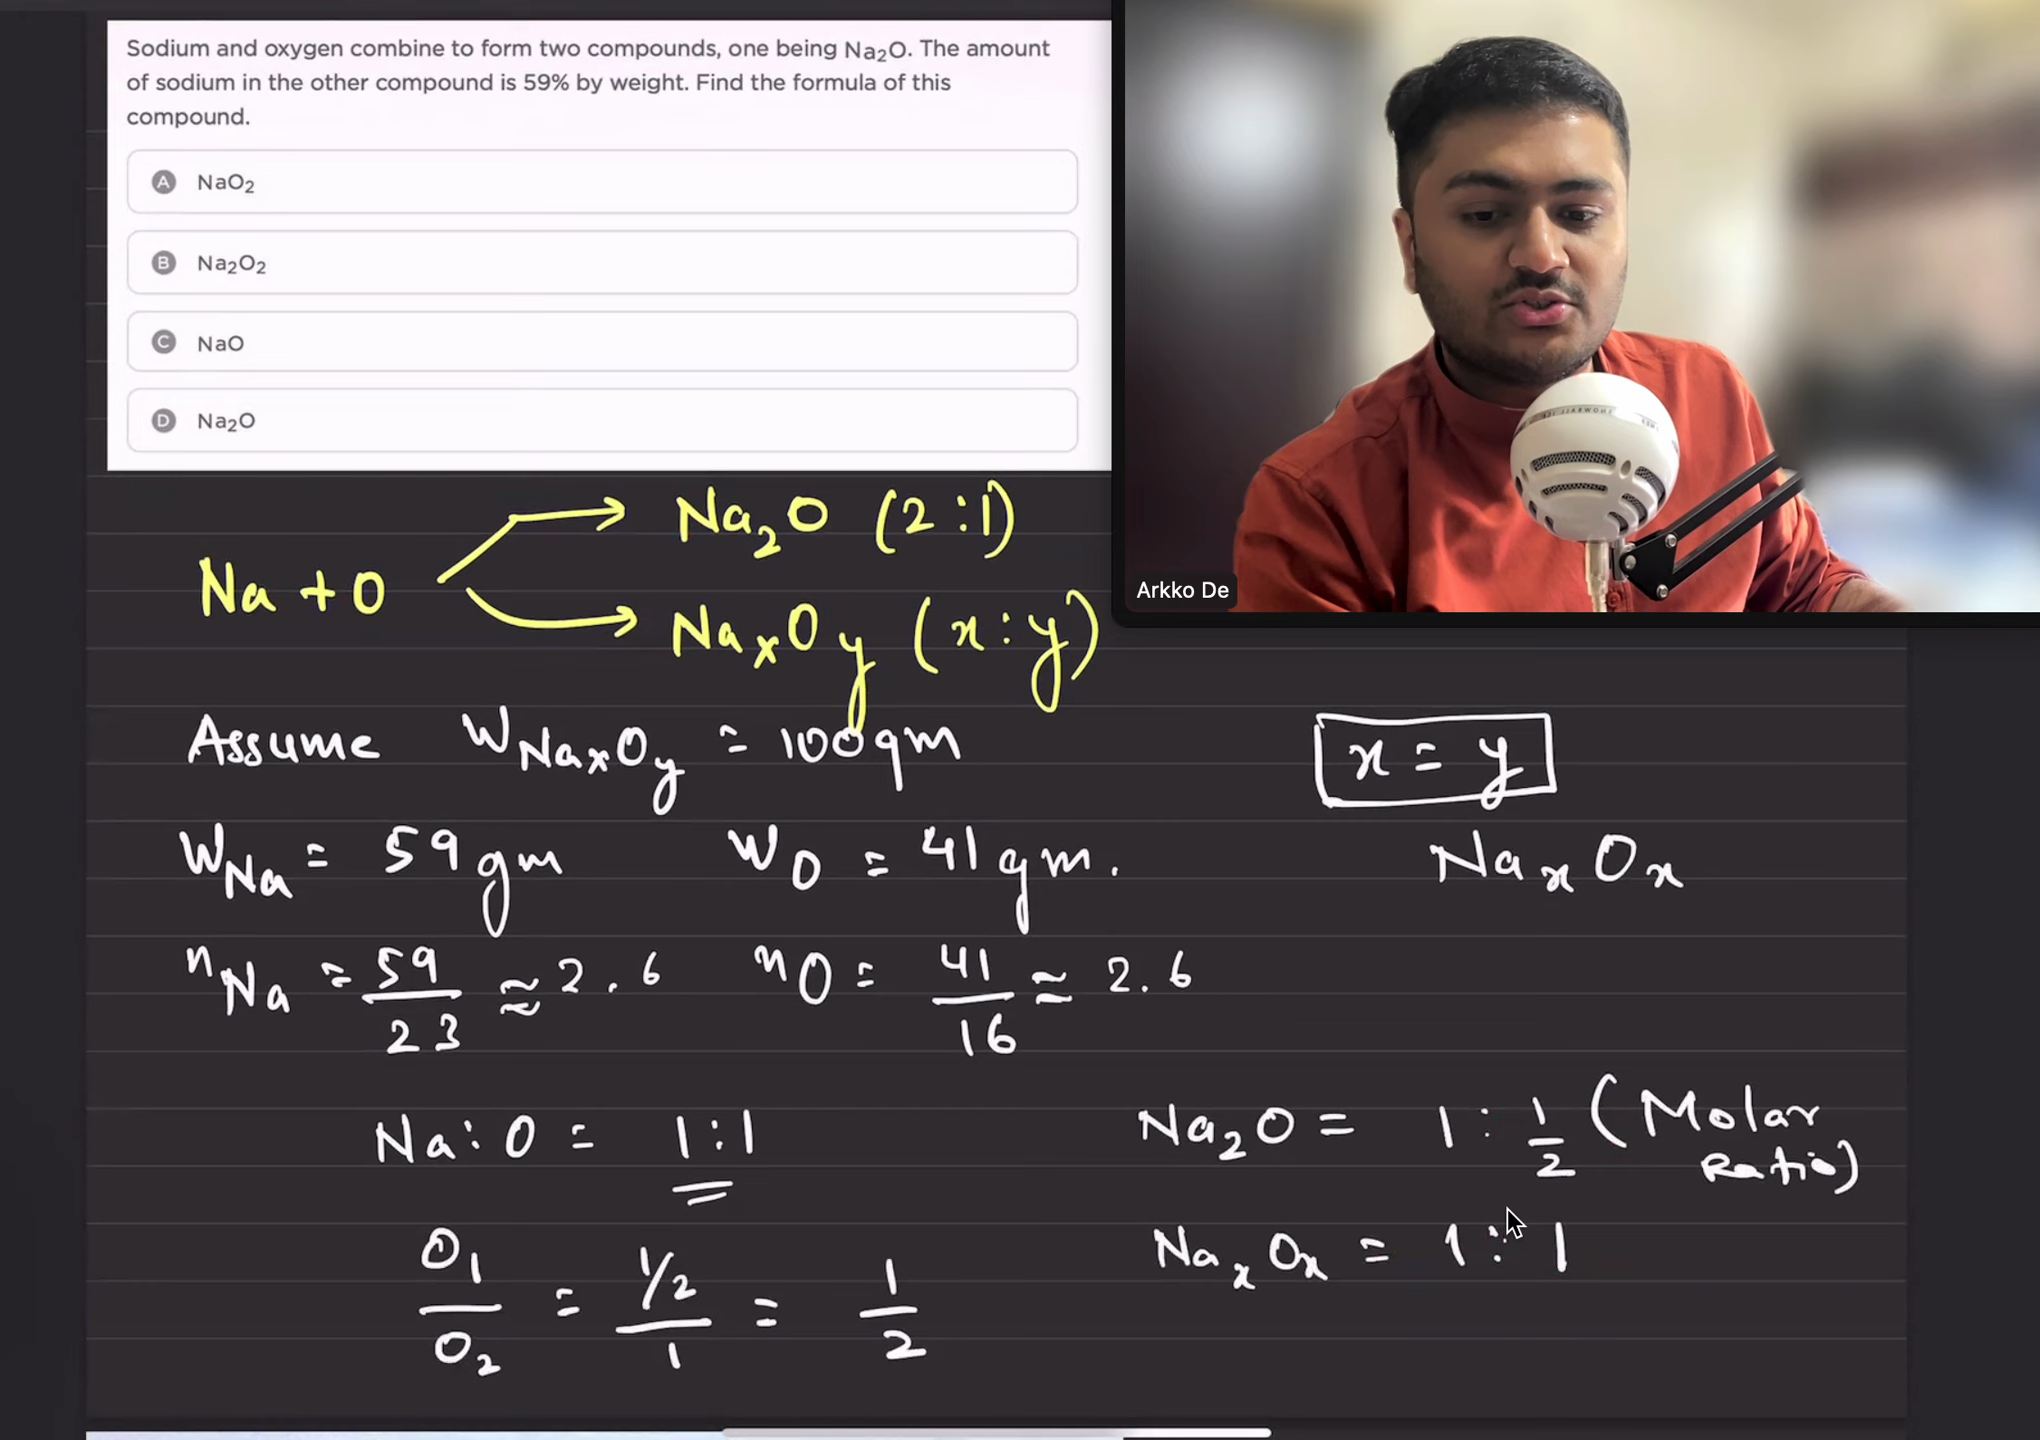 Sodium and oxygen combine to form two compounds, one being Na₂O. The amount
of sodium in the other compound is 59% by weight. Find the formula of this
compound.
A NaO₂
B Na₂O₂
C NaO
D Na₂O
Arkko De
Na + O
Na₂O (2:1)
NaₓOy (x:y)
Assume W NaₓOy = 100gm
x = y
W Na = 59 gm W O = 41 gm.
NaₓOₓ
n Na = 59/23 ≈ 2.6 n O = 41/16 ≃ 2.6
Na:O = 1:1
Na₂O = 1 : 1/2 (Molar
Ratio)
NaₓOₓ = 1 : 1
O₁/O₂ = ½/1 = 1/2